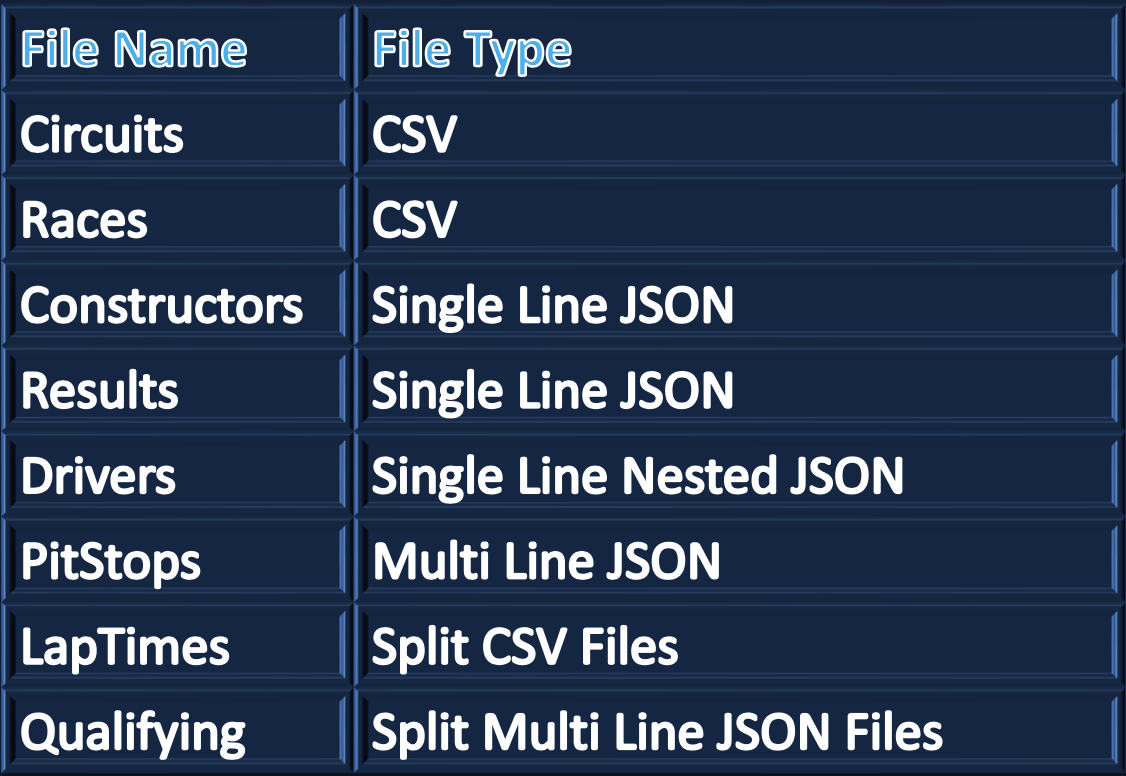 File Name File Type
Circuits CSV
Races CSV
Constructors Single Line JSON
Results Single Line JSON
Drivers Single Line Nested JSON
PitStops Multi Line JSON
LapTimes Split CSV Files
Qualifying Split Multi Line JSON Files